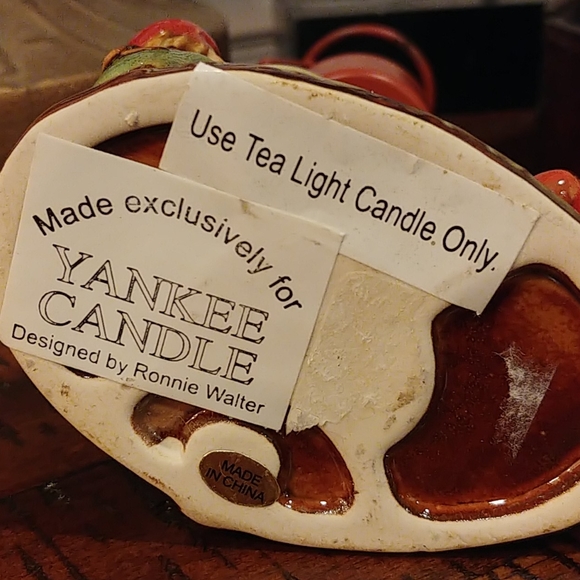 Use Tea Light Candle Only.
Made exclusively for
YANKEE
CANDLE
Designed by Ronnie Walter
MADE
IN CHINA